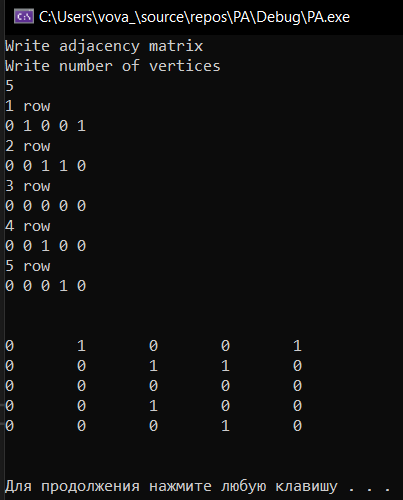 C:\Users\vova_\source\repos\PA\Debug\PA.exe
Write adjacency matrix
Write number of vertices
5
1 row
0 1 0 0 1
2 row
0 0 1 1 0
3 row
0 0 0 0 0
4 row
0 0 1 0 0
5 row
0 0 0 1 0
0 1 0 0 1
0 0 1 1 0
0 0 0 0 0
0 0 1 0 0
0 0 0 1 0
Для продолжения нажмите любую клавишу . . .